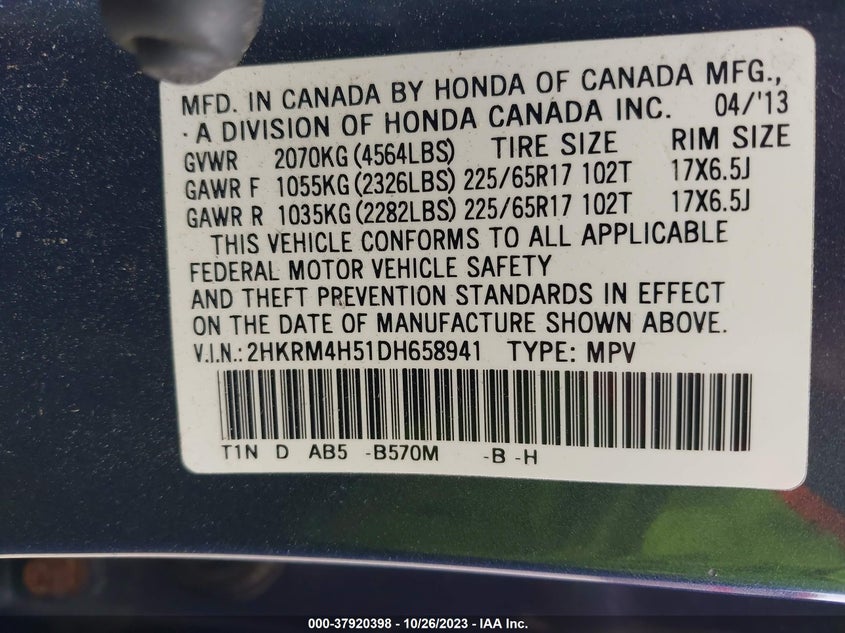 MFD. IN CANADA BY HONDA OF CANADA MFG.,
· A DIVISION OF HONDA CANADA INC. 04/'13
GVWR 2070KG (4564LBS) TIRE SIZE RIM SIZE
GAWR F 1055KG (2326LBS) 225/65R17 102T 17X6.5J
GAWR R 1035KG (2282LBS) 225/65R17 102T 17X6.5J
THIS VEHICLE CONFORMS TO ALL APPLICABLE
FEDERAL MOTOR VEHICLE SAFETY
AND THEFT PREVENTION STANDARDS IN EFFECT
ON THE DATE OF MANUFACTURE SHOWN ABOVE.
V.I.N.: 2HKRM4H51DH658941 TYPE: MPV
T1N D AB5 -B570M -B -H
000-37920398 - 10/26/2023 - IAA Inc.